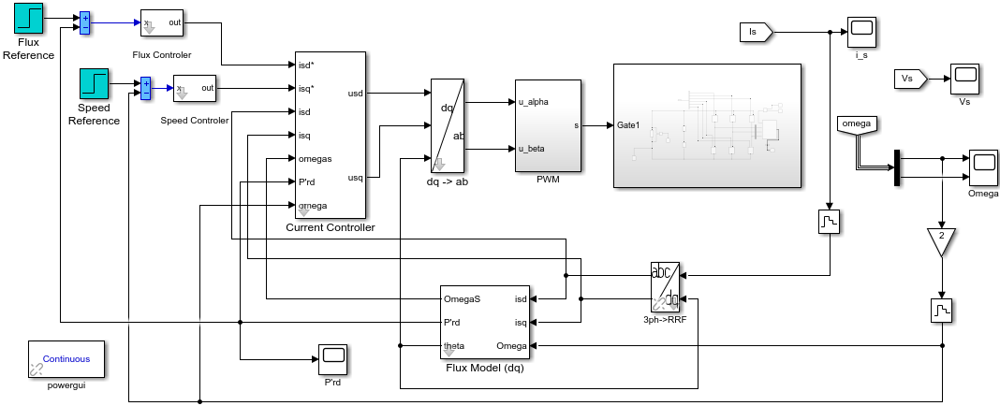 +
−
x
out
Flux
Reference
Flux Controler
+
−
x
out
Speed
Reference
Speed Controler
isd*
isq*
isd
isq
omegas
P'rd
omega
usd
usq
Current Controller
dq
ab
dq -> ab
u_alpha
u_beta
s
PWM
Gate1
Is
i_s
Vs
Vs
omega
Omega
2
abc
dq
3ph->RRF
OmegaS
P'rd
theta
isd
isq
Omega
Flux Model (dq)
P'rd
Continuous
powergui